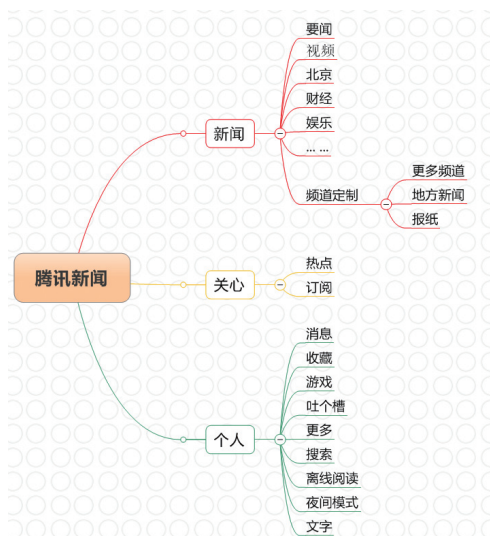 腾讯新闻
新闻
要闻
视频
北京
财经
娱乐
... ...
频道定制
更多频道
地方新闻
报纸
关心
热点
订阅
个人
消息
收藏
游戏
吐个槽
更多
搜索
离线阅读
夜间模式
文字